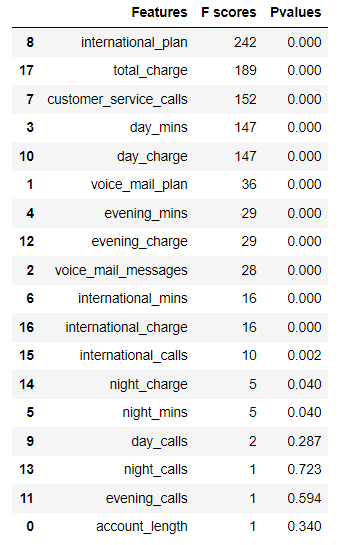 Features F scores Pvalues
8 international_plan 242 0.000
17 total_charge 189 0.000
7 customer_service_calls 152 0.000
3 day_mins 147 0.000
10 day_charge 147 0.000
1 voice_mail_plan 36 0.000
4 evening_mins 29 0.000
12 evening_charge 29 0.000
2 voice_mail_messages 28 0.000
6 international_mins 16 0.000
16 international_charge 16 0.000
15 international_calls 10 0.002
14 night_charge 5 0.040
5 night_mins 5 0.040
9 day_calls 2 0.287
13 night_calls 1 0.723
11 evening_calls 1 0.594
0 account_length 1 0.340